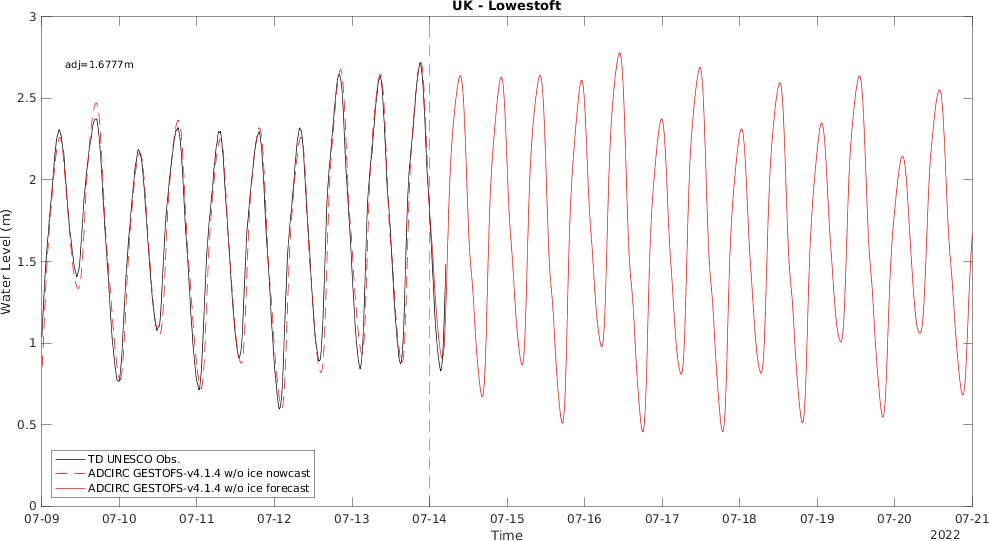 UK - Lowestoft
3
adj=1.6777m
2.5
2
1.5
1
0.5
0
Water Level (m)
TD UNESCO Obs.
ADCIRC GESTOFS-v4.1.4 w/o ice nowcast
ADCIRC GESTOFS-v4.1.4 w/o ice forecast
07-09 07-10 07-11 07-12 07-13 07-14 07-15 07-16 07-17 07-18 07-19 07-20 07-21
Time
2022